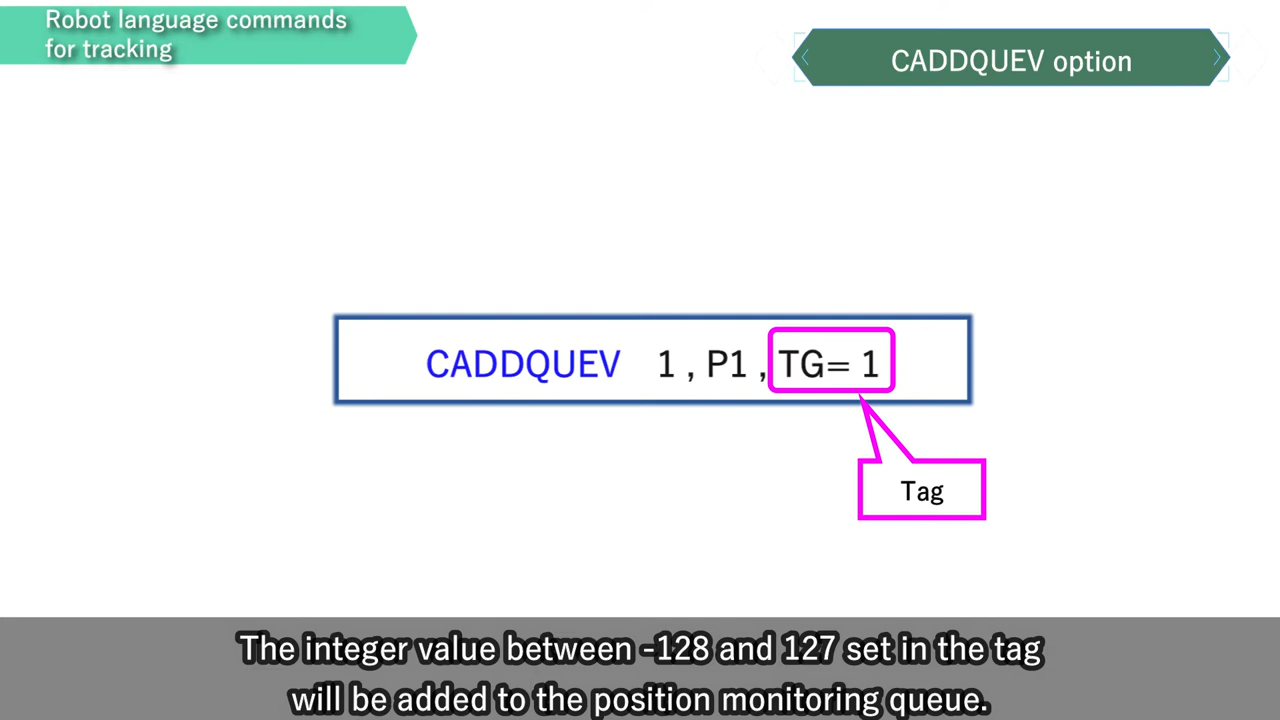 Robot language commands
for tracking
CADDQUEV option
CADDQUEV 1 , P1 , TG= 1
Tag
The integer value between -128 and 127 set in the tag
will be added to the position monitoring queue.